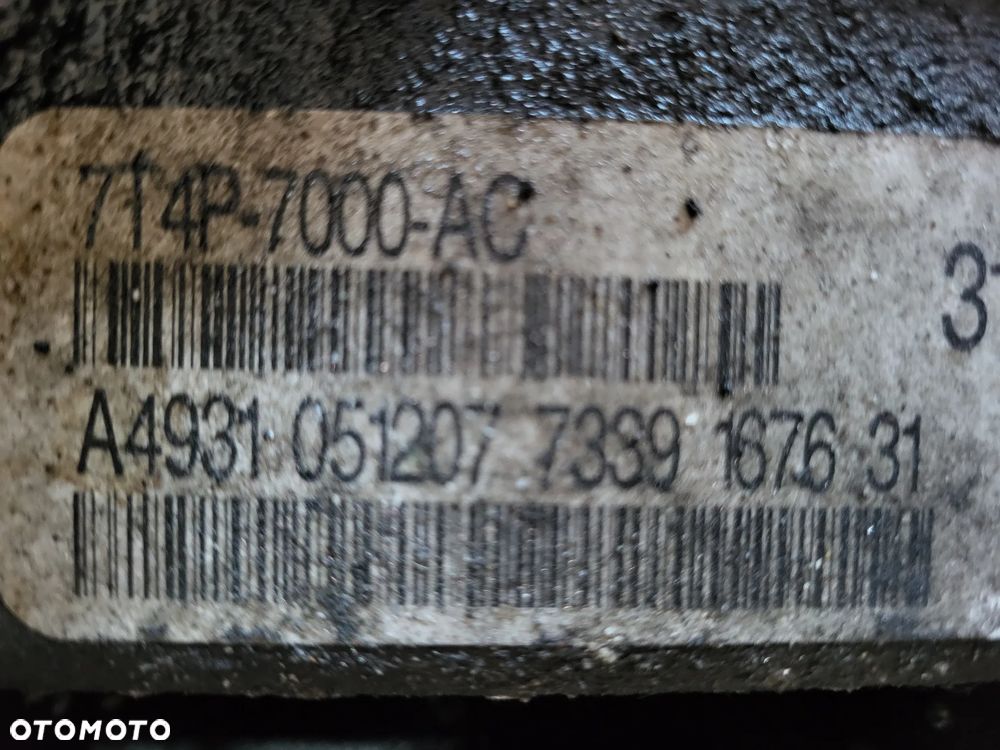 7T4P-7000-AC
3
A4931 051207 7339 1676 31
OTOMOTO